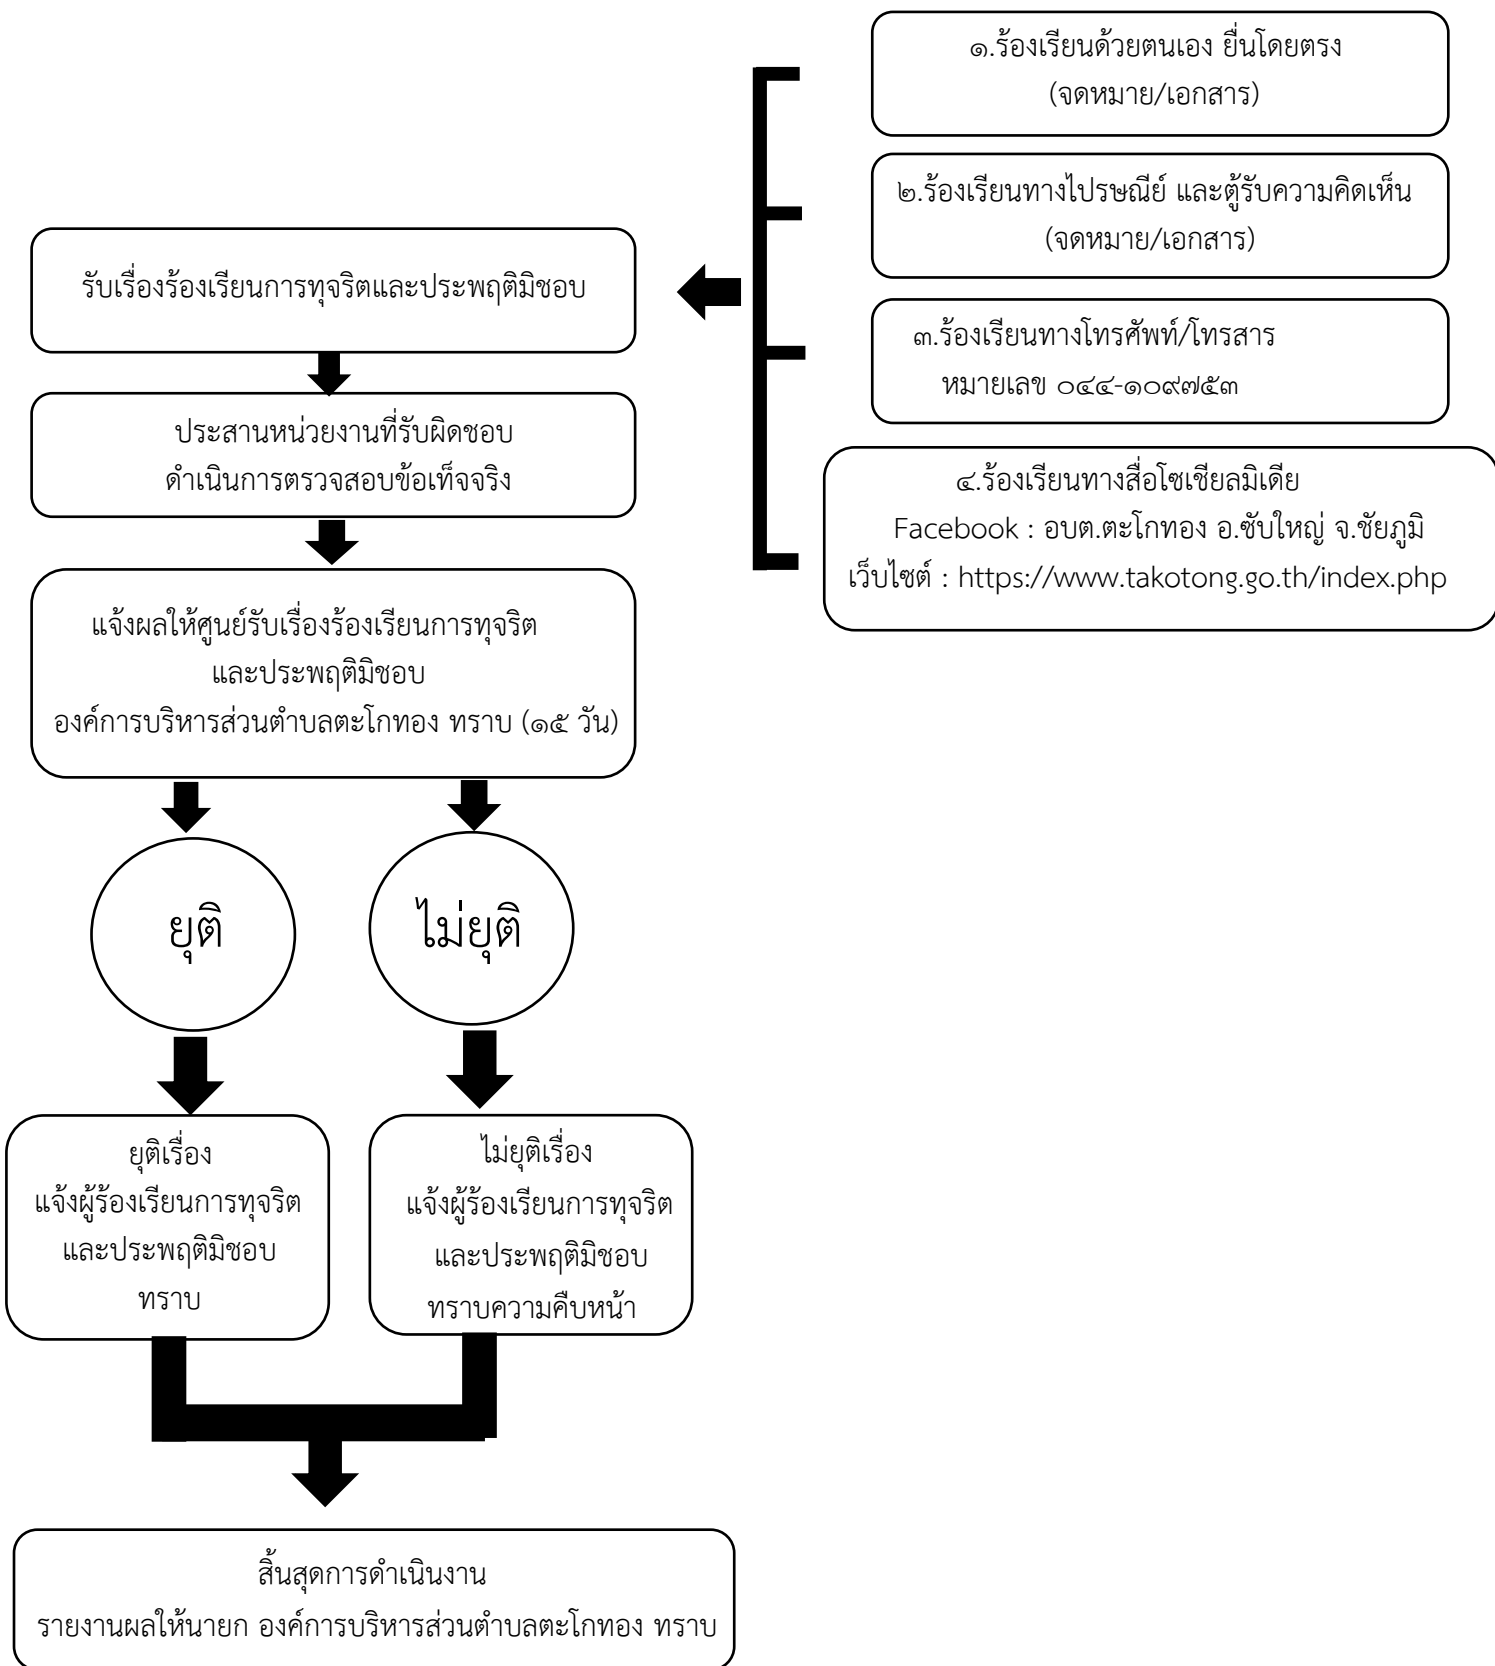 ๑.ร้องเรียนด้วยตนเอง ยื่นโดยตรง
(จดหมาย/เอกสาร)
๒.ร้องเรียนทางไปรษณีย์ และตู้รับความคิดเห็น
(จดหมาย/เอกสาร)
๓.ร้องเรียนทางโทรศัพท์/โทรสาร
หมายเลข ๐๔๔-๑๐๙๗๕๓
๔.ร้องเรียนทางสื่อโซเชียลมิเดีย
Facebook : อบต.ตะโกทอง อ.ซับใหญ่ จ.ชัยภูมิ
เว็บไซต์ : https://www.takotong.go.th/index.php
รับเรื่องร้องเรียนการทุจริตและประพฤติมิชอบ
ประสานหน่วยงานที่รับผิดชอบ
ดำเนินการตรวจสอบข้อเท็จจริง
แจ้งผลให้ศูนย์รับเรื่องร้องเรียนการทุจริต
และประพฤติมิชอบ
องค์การบริหารส่วนตำบลตะโกทอง ทราบ (๑๕ วัน)
ยุติ
ไม่ยุติ
ยุติเรื่อง
แจ้งผู้ร้องเรียนการทุจริต
และประพฤติมิชอบ
ทราบ
ไม่ยุติเรื่อง
แจ้งผู้ร้องเรียนการทุจริต
และประพฤติมิชอบ
ทราบความคืบหน้า
สิ้นสุดการดำเนินงาน
รายงานผลให้นายก องค์การบริหารส่วนตำบลตะโกทอง ทราบ